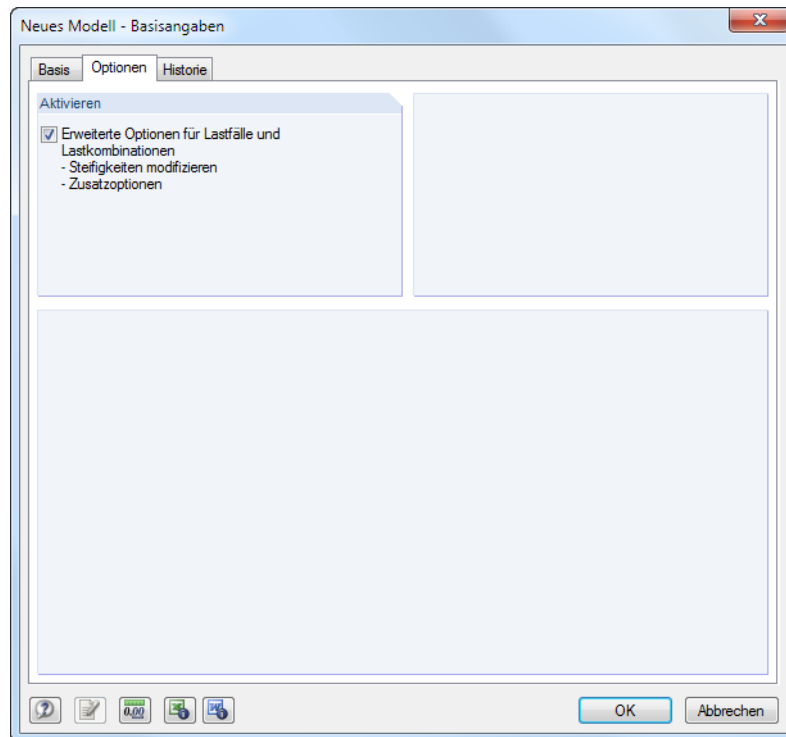 Neues Modell - Basisangaben
Basis
Optionen
Historie
Aktivieren
Erweiterte Optionen für Lastfälle und
Lastkombinationen
- Steifigkeiten modifizieren
- Zusatzoptionen
0.00
OK
Abbrechen